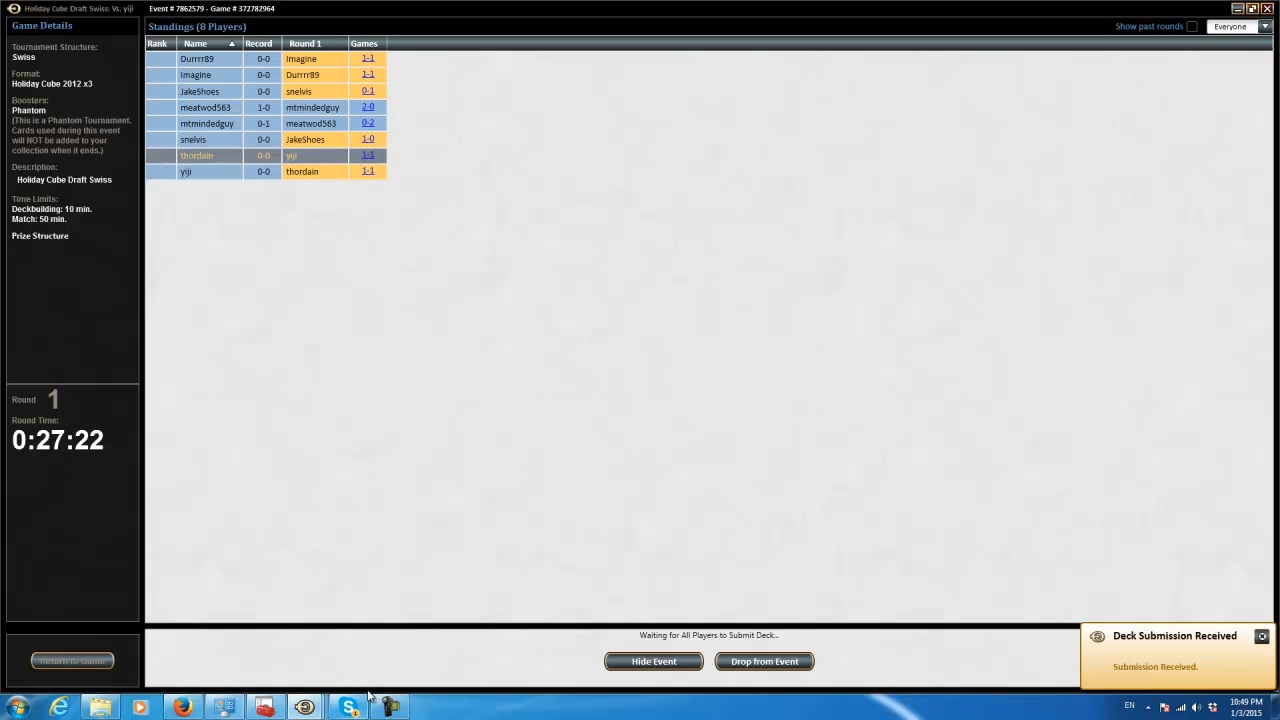 Holiday Cube Draft Swiss: Vs. yiji
Event # 7862579 - Game # 372782964
Game Details
Tournament Structure:
Swiss
Format:
Holiday Cube 2012 x3
Boosters:
Phantom
(This is a Phantom Tournament.
Cards used during this event
will NOT be added to your
collection when it ends.)
Description:
Holiday Cube Draft Swiss
Time Limits:
Deckbuilding: 10 min.
Match: 50 min.
Prize Structure
Round 1
Round Time:
0:27:22
Return to Game
Standings (8 Players)
Show past rounds
Everyone
Rank Name Record Round 1 Games
Durrrr89 0-0 Imagine 1-1
Imagine 0-0 Durrrr89 1-1
JakeShoes 0-0 snelvis 0-1
meatwod563 1-0 mtmindedguy 2-0
mtmindedguy 0-1 meatwod563 0-2
snelvis 0-0 JakeShoes 1-0
thordain 0-0 yiji 1-1
yiji 0-0 thordain 1-1
Waiting for All Players to Submit Deck...
Hide Event
Drop from Event
Deck Submission Received
Submission Received.
EN
10:49 PM
1/3/2015